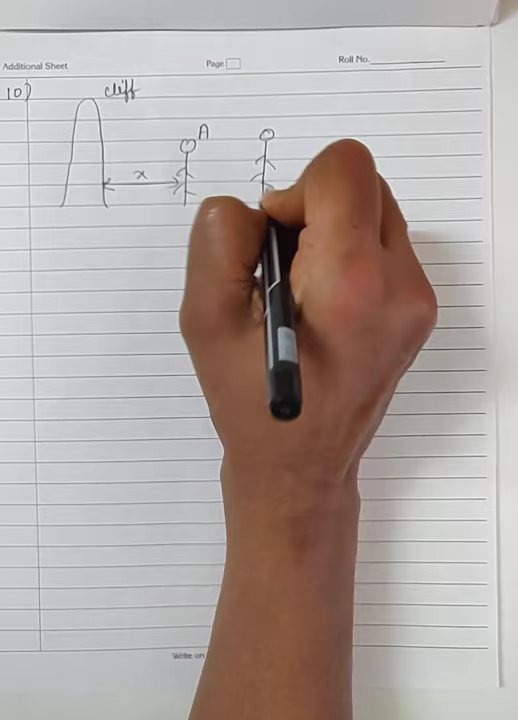 Additional Sheet Page Roll No.
10) cliff
A
x
Write on